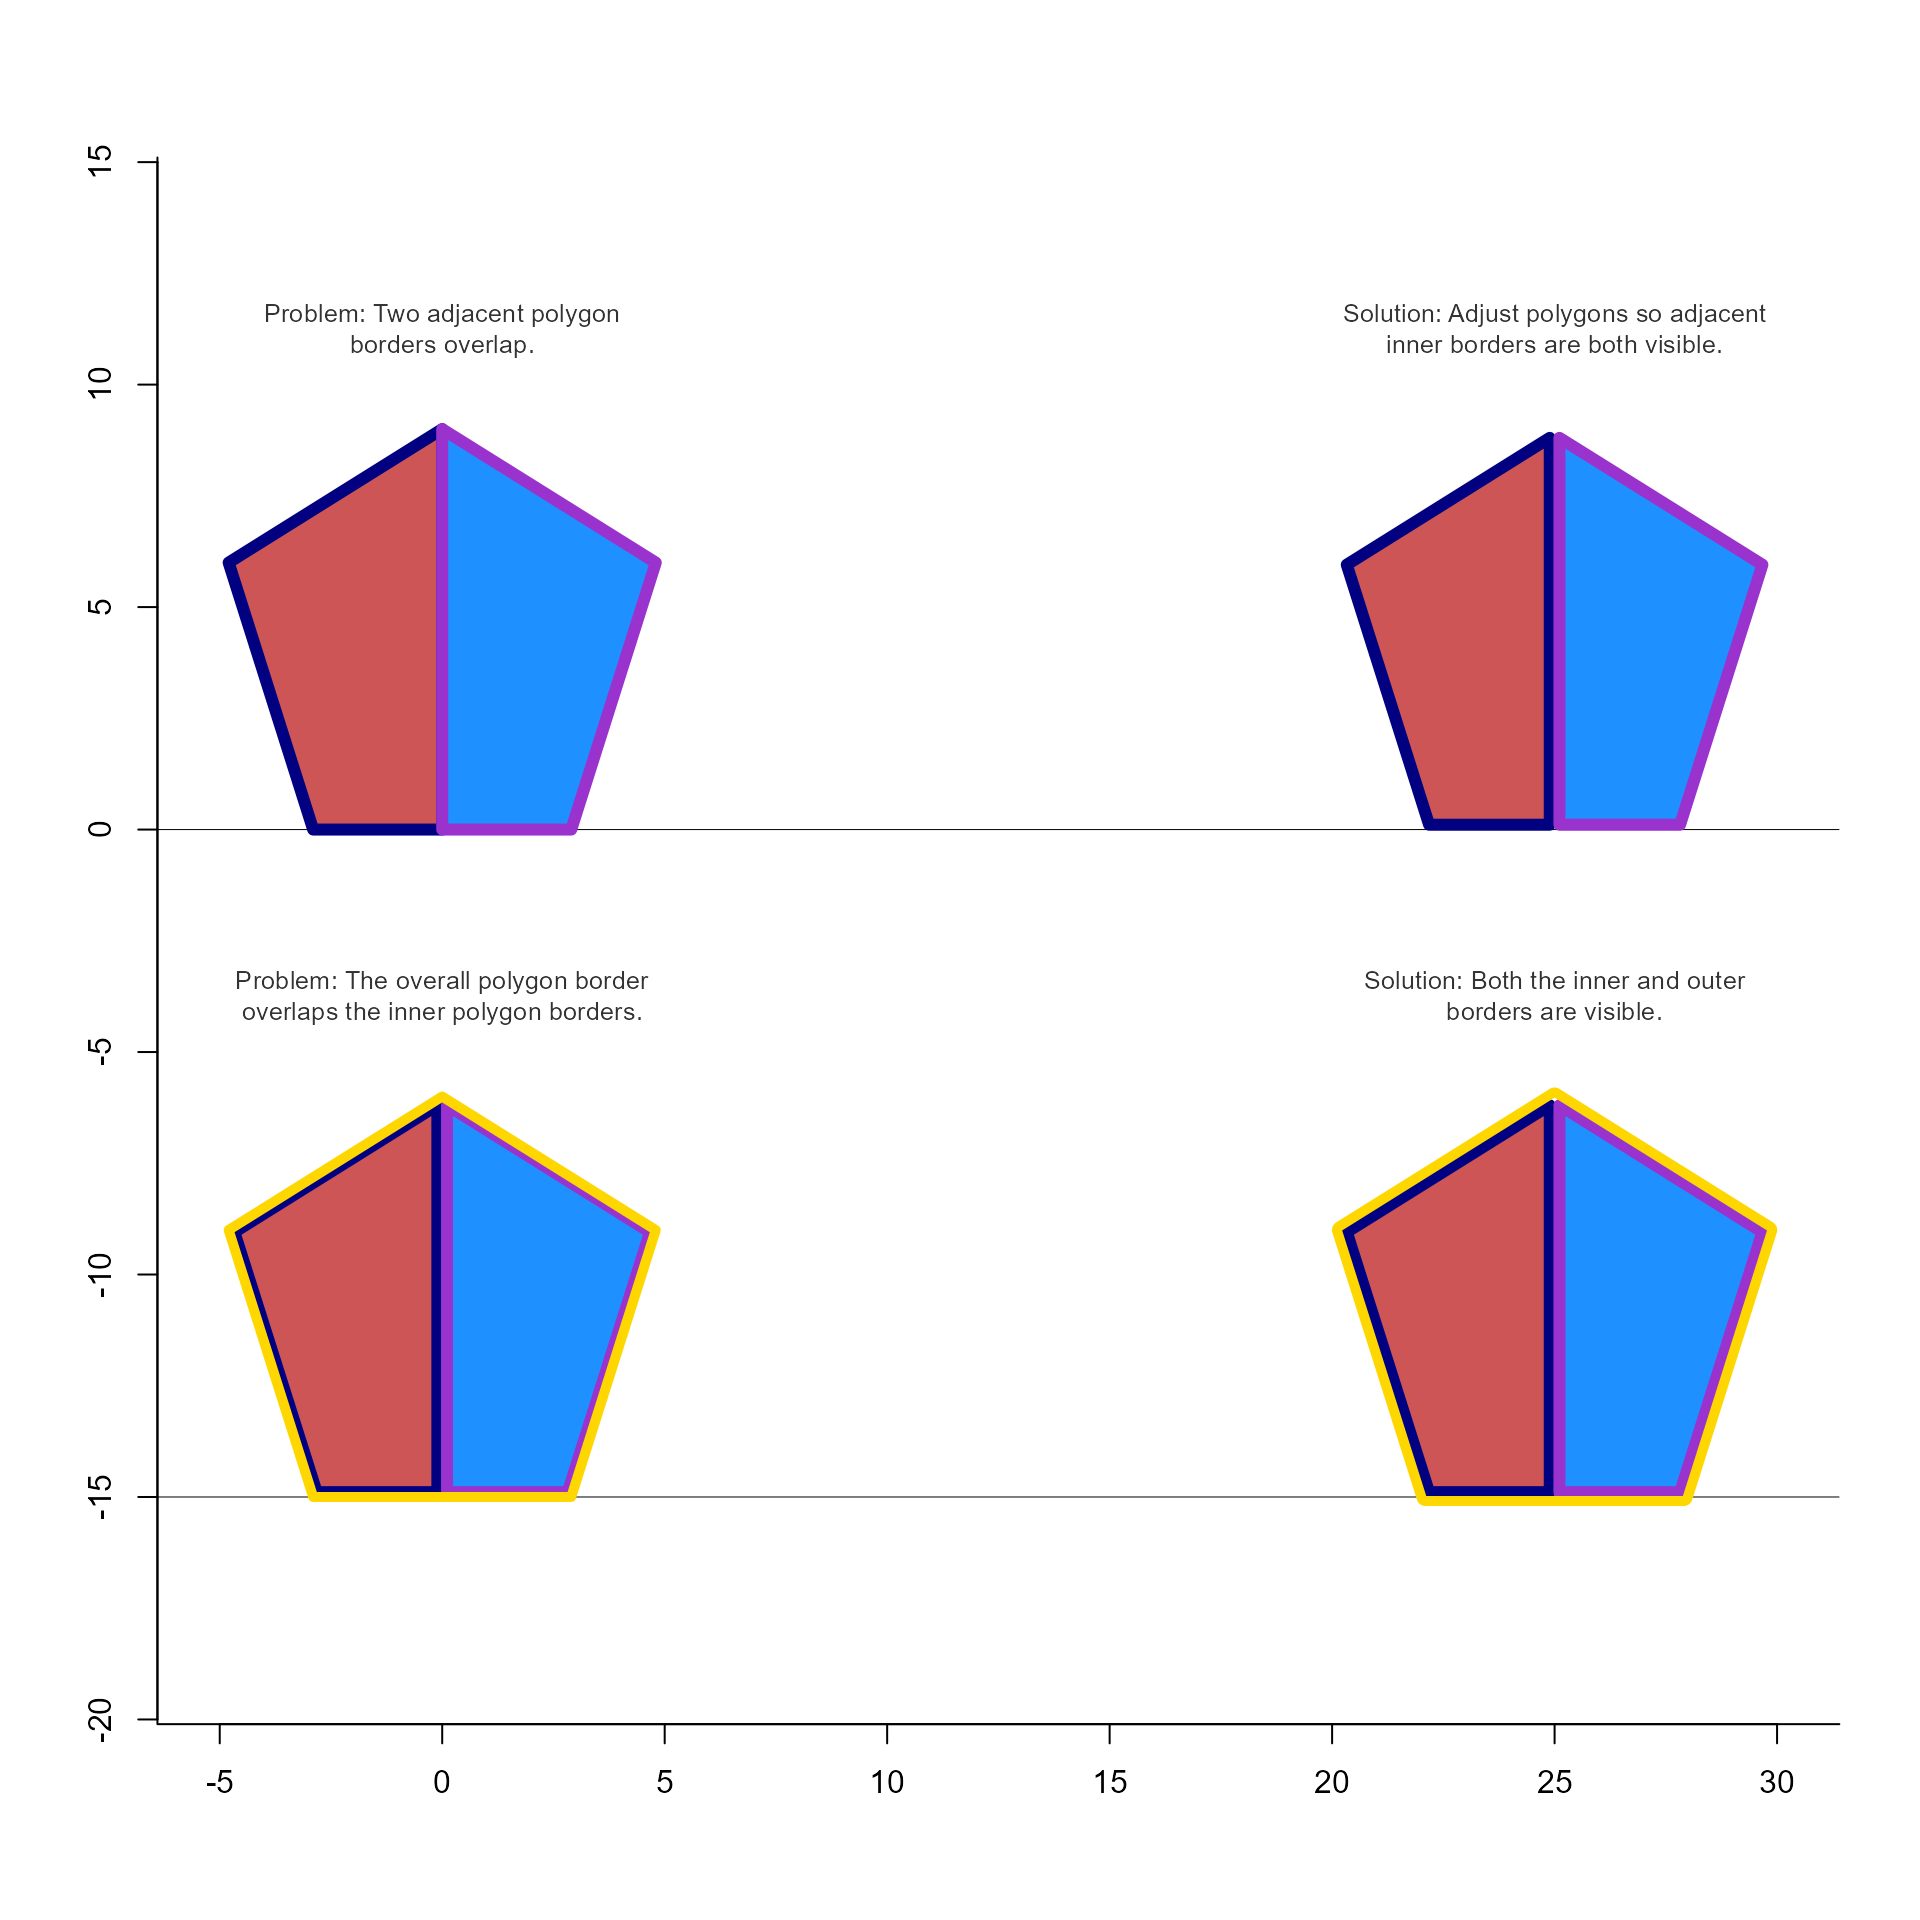 15
Problem: Two adjacent polygon
borders overlap.
Solution: Adjust polygons so adjacent
inner borders are both visible.
10
5
0
Problem: The overall polygon border
overlaps the inner polygon borders.
Solution: Both the inner and outer
borders are visible.
-5
-10
-15
-20
-5 0 5 10 15 20 25 30